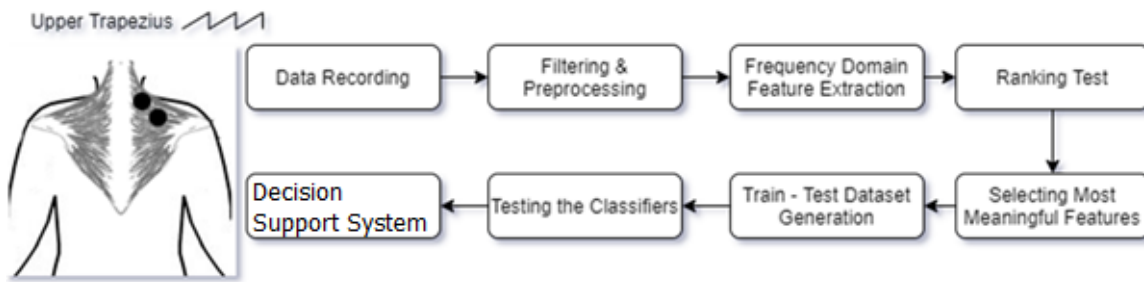 Upper Trapezius
Data Recording
Filtering &
Preprocessing
Frequency Domain
Feature Extraction
Ranking Test
Selecting Most
Meaningful Features
Train - Test Dataset
Generation
Testing the Classifiers
Decision
Support System